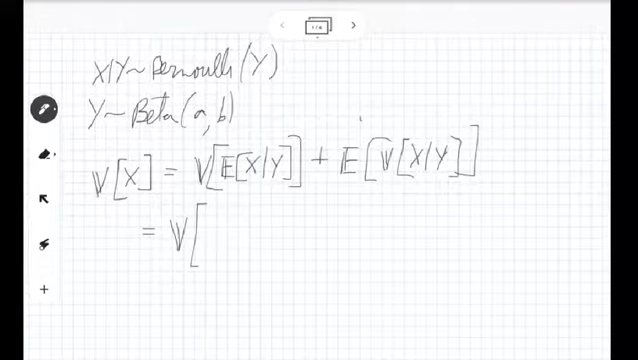 X|Y ~ Bernoulli (Y)
Y ~ Beta (a, b)
𝕍[X] = 𝕍[𝔼[X|Y]] + 𝔼[𝕍[X|Y]]
= 𝕍[